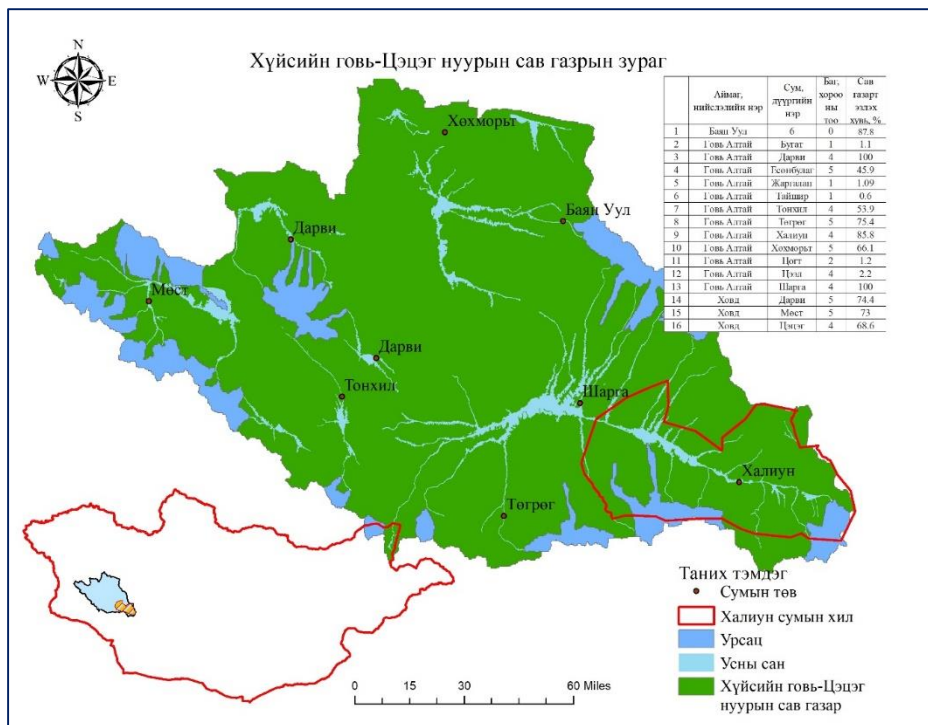 Хүйсийн говь-Цэцэг нуурын сав газрын зураг
N
W E
S
Аймаг, нийслэлийн нэр Сум, дүүргийн нэр Баг, хорооны тоо Сав газарт эзлэх хувь, %
1 Баян Уул 6 0 87.8
2 Говь Алтай Бугат 1 1.1
3 Говь Алтай Дарви 4 100
4 Говь Алтай Есөнбулаг 5 45.9
5 Говь Алтай Жаргалан 1 1.09
6 Говь Алтай Тайшир 1 0.6
7 Говь Алтай Тонхил 4 53.9
8 Говь Алтай Төгрөг 5 75.4
9 Говь Алтай Халиун 4 85.8
10 Говь Алтай Хөхморьт 5 66.1
11 Говь Алтай Цогт 2 1.2
12 Говь Алтай Цээл 4 2.2
13 Говь Алтай Шарга 4 100
14 Ховд Дарви 5 74.4
15 Ховд Мөст 5 73
16 Ховд Цэцэг 4 68.6
Хөхморьт
Баян Уул
Дарви
Мөст
Дарви
Тонхил
Шарга
Халиун
Төгрөг
Таних тэмдэг
Сумын төв
Халиун сумын хил
Урсац
Усны сан
Хүйсийн говь-Цэцэг
нуурын сав газар
0 15 30 60 Miles